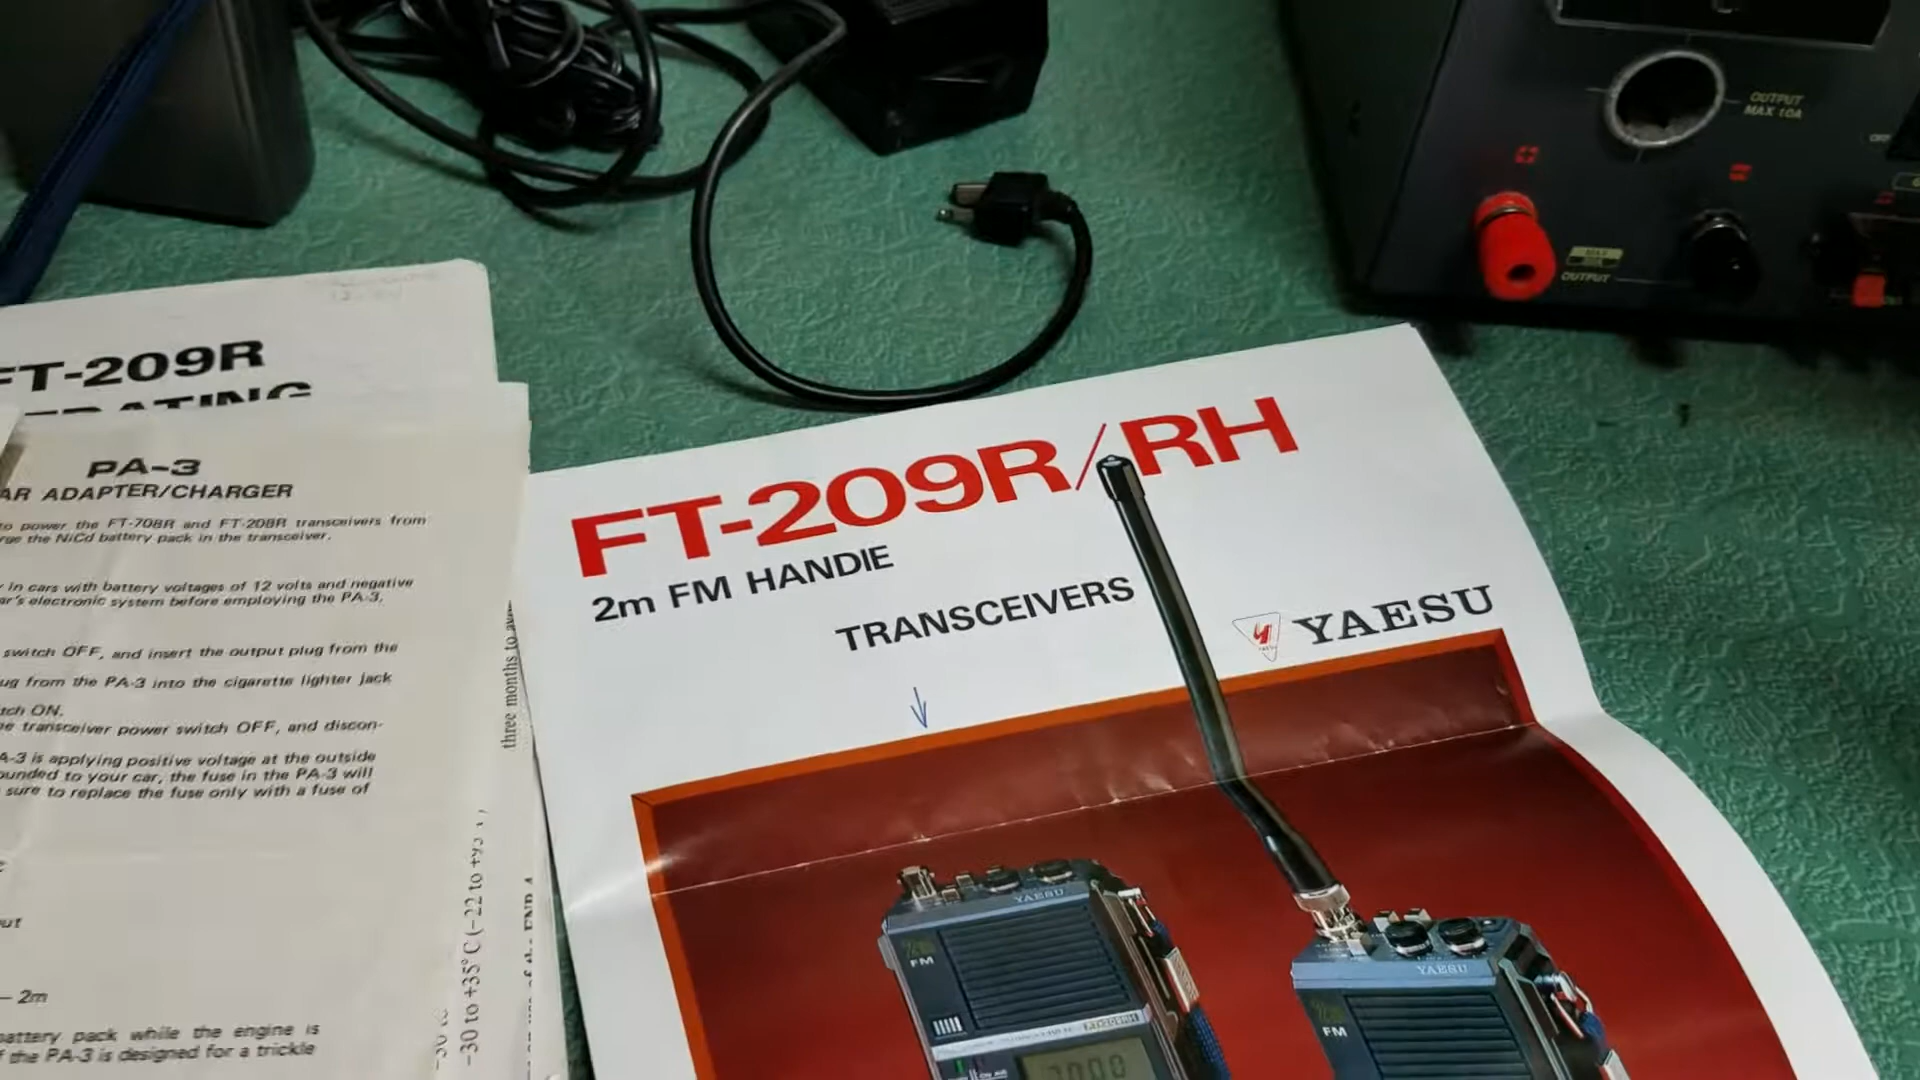 OUTPUT
MAX 10A
OUTPUT
FT-209R
PA-3
AR ADAPTER/CHARGER
to power the FT-708R and FT-208R transceivers from
rge the NiCd battery pack in the transceiver.
in cars with battery voltages of 12 volts and negative
ar's electronic system before employing the PA-3.
switch OFF, and insert the output plug from the
ug from the PA-3 into the cigarette lighter jack
tch ON.
he transceiver power switch OFF, and discon-
A-3 is applying positive voltage at the outside
ounded to your car, the fuse in the PA-3 will
sure to replace the fuse only with a fuse of
– 2m
battery pack while the engine is
the PA-3 is designed for a trickle
three months to
-30 to +35°C (-22 to +95
FT-209R/RH
2m FM HANDIE
TRANSCEIVERS
YAESU
YAESU
FM
YAESU
FM